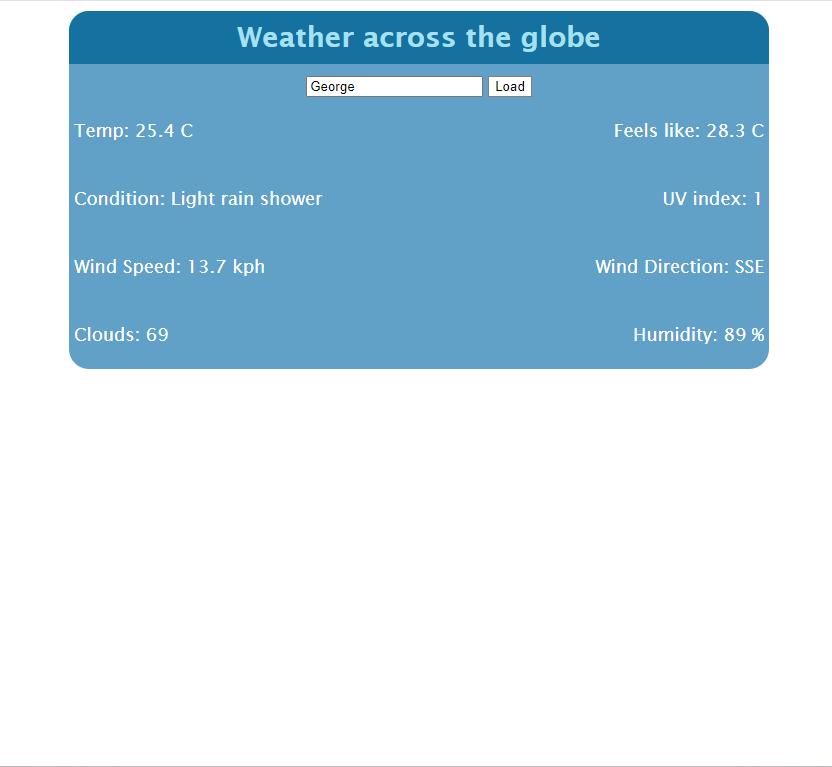 Weather across the globe
George Load
Temp: 25.4 C Feels like: 28.3 C
Condition: Light rain shower UV index: 1
Wind Speed: 13.7 kph Wind Direction: SSE
Clouds: 69 Humidity: 89 %